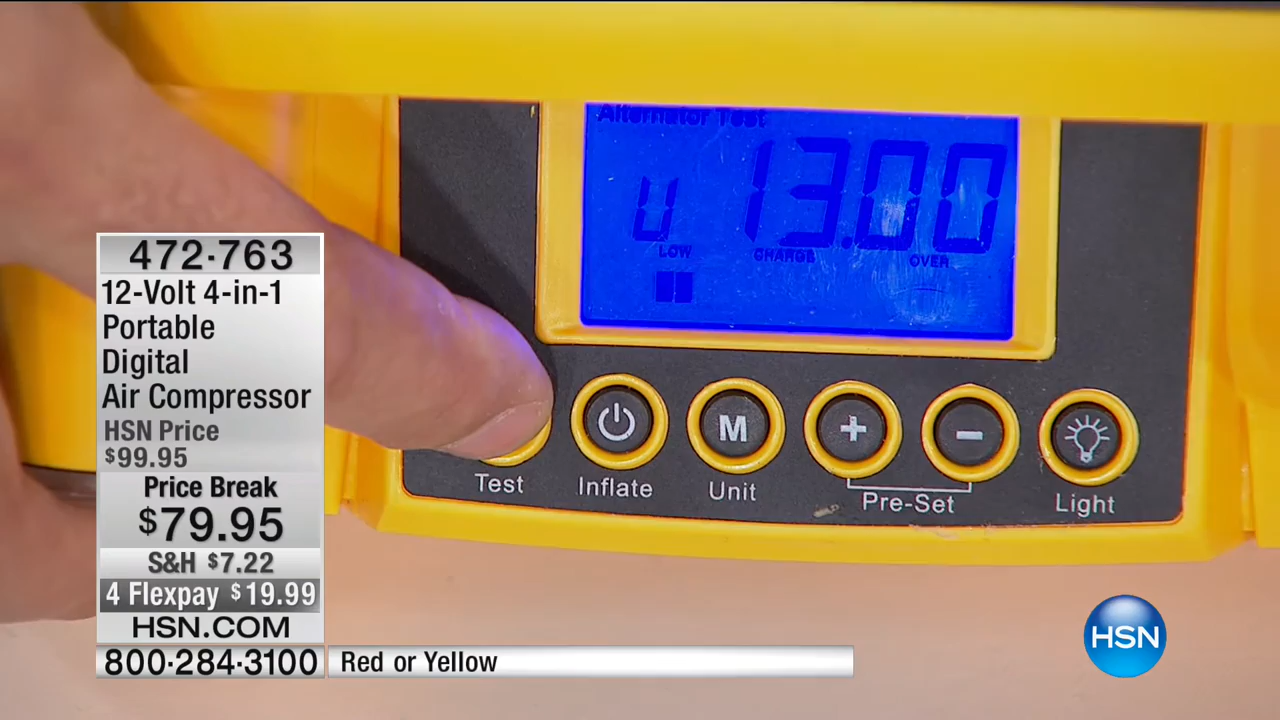 Alternator Test
U 13.00
LOW CHARGE OVER
Test
Inflate
M
Unit
+
-
Pre-Set
Light
472-763
12-Volt 4-in-1
Portable
Digital
Air Compressor
HSN Price
$99.95
Price Break
$79.95
S&H $7.22
4 Flexpay $19.99
HSN.COM
800-284-3100
Red or Yellow
HSN